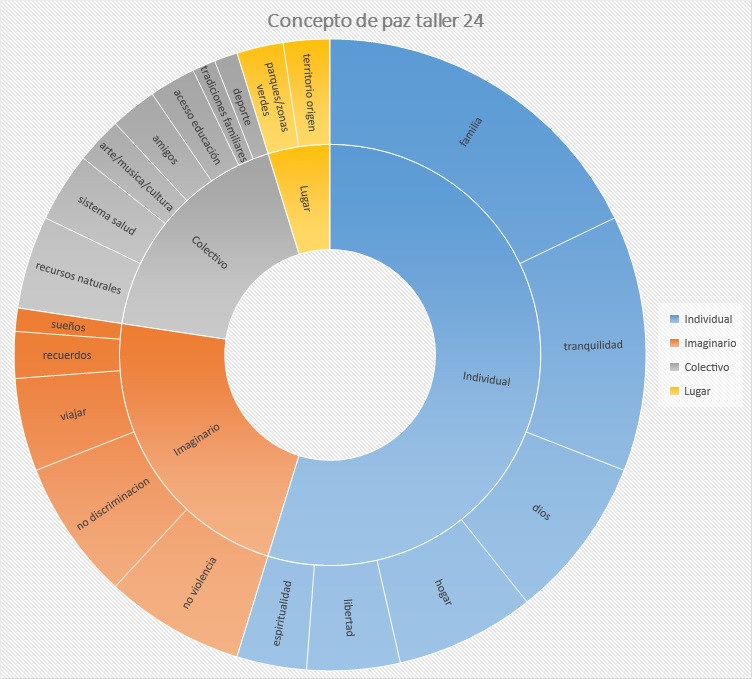 Concepto de paz taller 24
familia
tranquilidad
dios
hogar
libertad
espiritualidad
no violencia
no discriminacion
viajar
recuerdos
sueños
recursos naturales
sistema salud
arte/musica/cultura
amigos
acesso educación
tradiciones familiares
deporte
parques/zonas
verdes
territorio origen
Individual
Imaginario
Colectivo
Lugar
Individual
Imaginario
Colectivo
Lugar